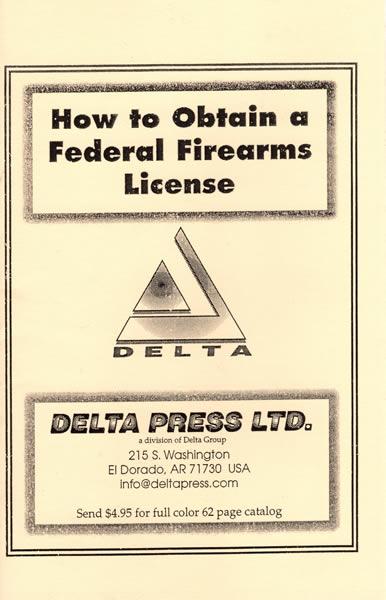 How to Obtain a
Federal Firearms
License
DELTA
DELTA PRESS LTD.
a division of Delta Group
215 S. Washington
El Dorado, AR 71730 USA
info@deltapress.com
Send $4.95 for full color 62 page catalog